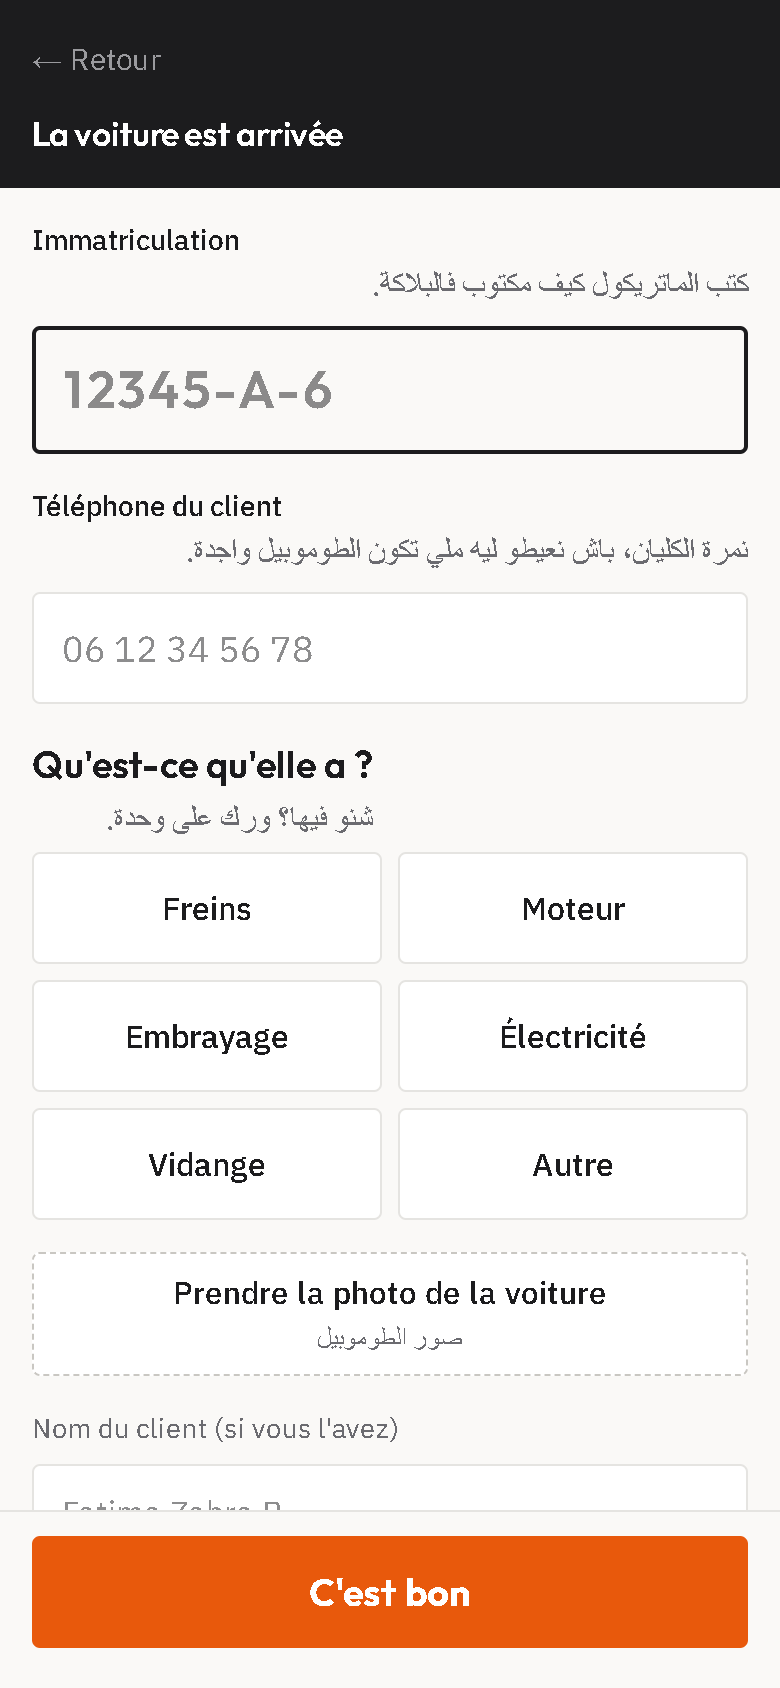 ← Retour
La voiture est arrivée
Immatriculation
كتب الماتريكول كيف مكتوب فالبلاكة.
12345-A-6
Téléphone du client
نمرة الكليان، باش نعيطو ليه ملي تكون الطوموبيل واجدة.
06 12 34 56 78
Qu'est-ce qu'elle a ?
شنو فيها؟ ورك على وحدة.
Freins
Moteur
Embrayage
Électricité
Vidange
Autre
Prendre la photo de la voiture
صور الطوموبيل
Nom du client (si vous l'avez)
Fatima Zahra B
C'est bon